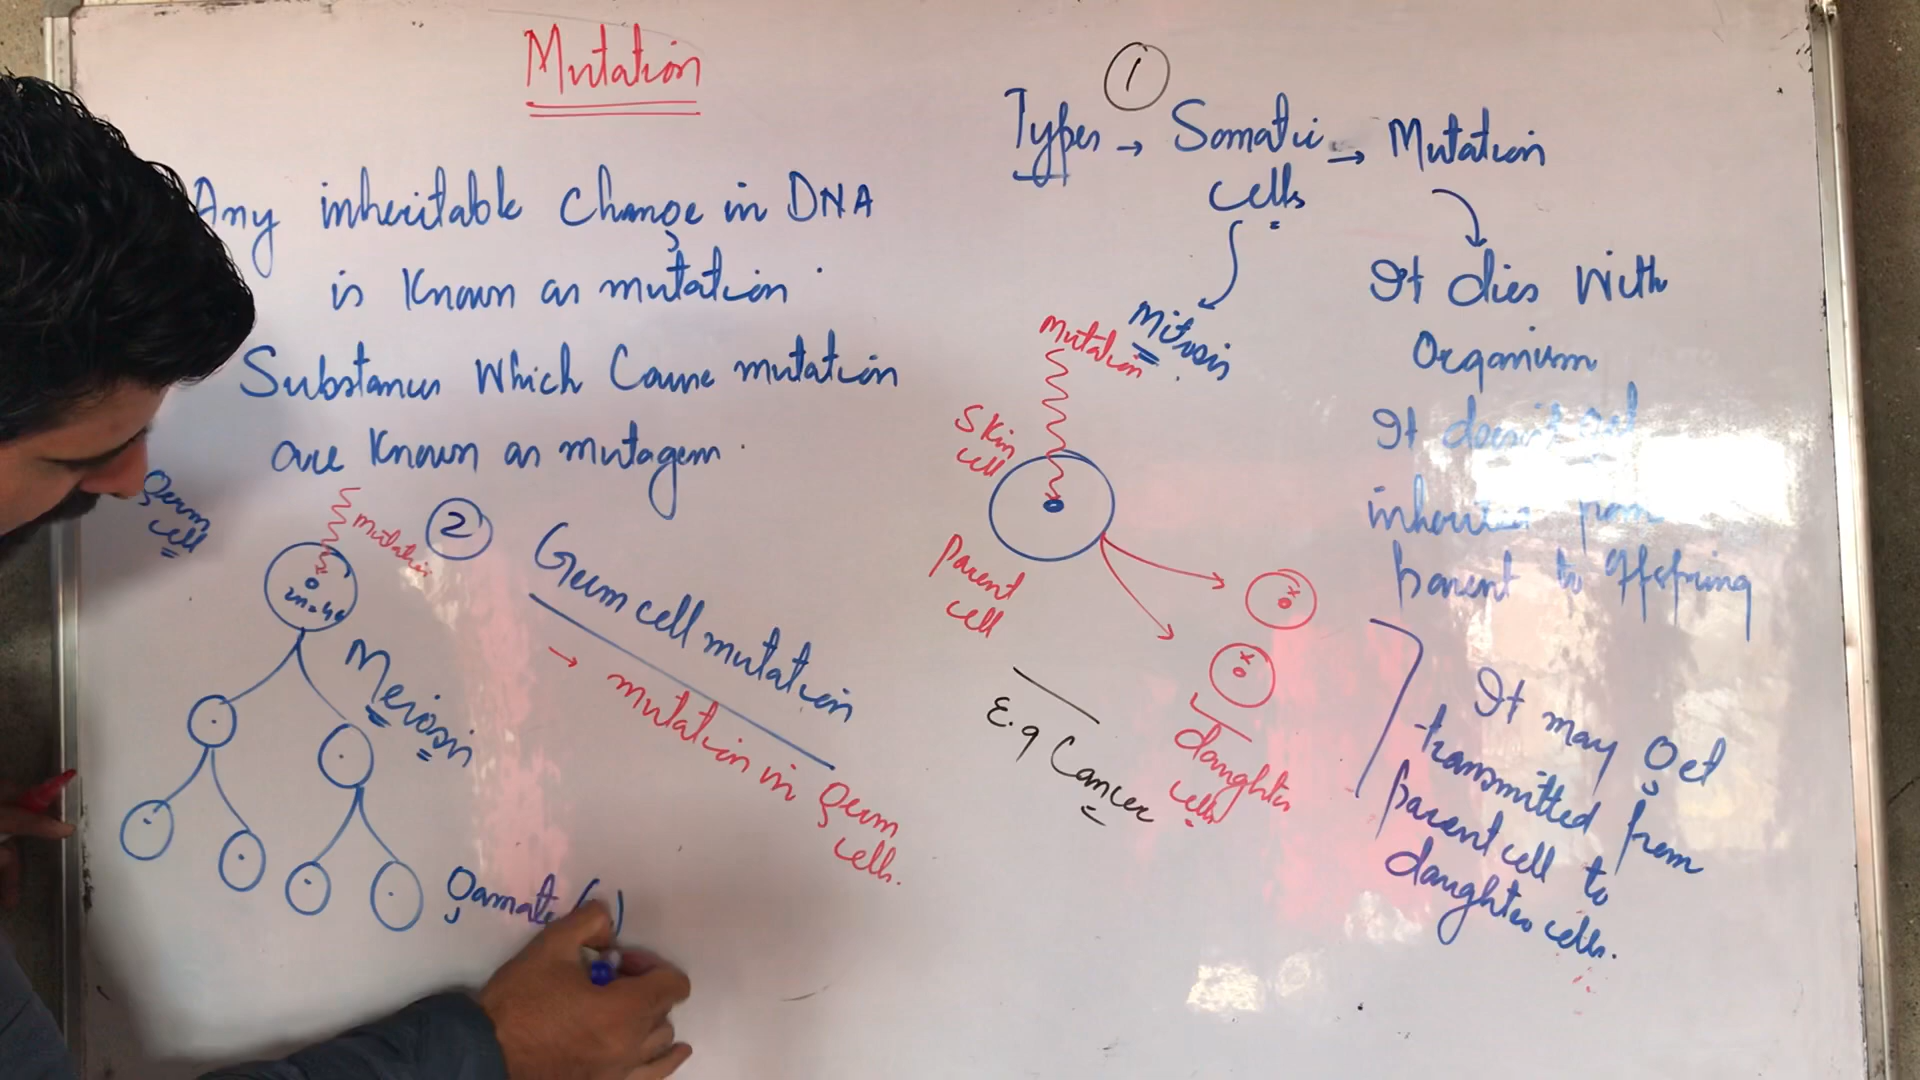 Mutation
Any inheritable change in DNA
is known as mutation
Substances which cause mutation
are known as mutagens.
germ
cell
mutation
2n=46
Meiosis
gamate
② Germ cell mutation
→ mutation in germ
cells.
①
Types → Somatic → Mutation
cells
Mitosis
Mutation
Skin
cell
parent
cell
daughter
cells
E.g Cancer
It dies with
Organism
It doesn't get
inherited from
parent to offspring
It may get
transmitted from
parent cell to
daughter cells.